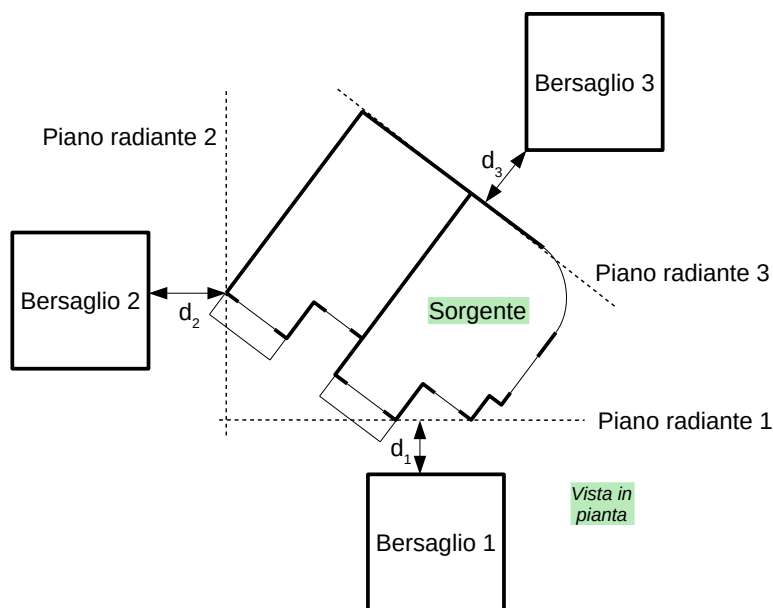 Bersaglio 3
Piano radiante 2
d3
Piano radiante 3
Bersaglio 2
d2
Sorgente
Piano radiante 1
d1
Vista in
pianta
Bersaglio 1